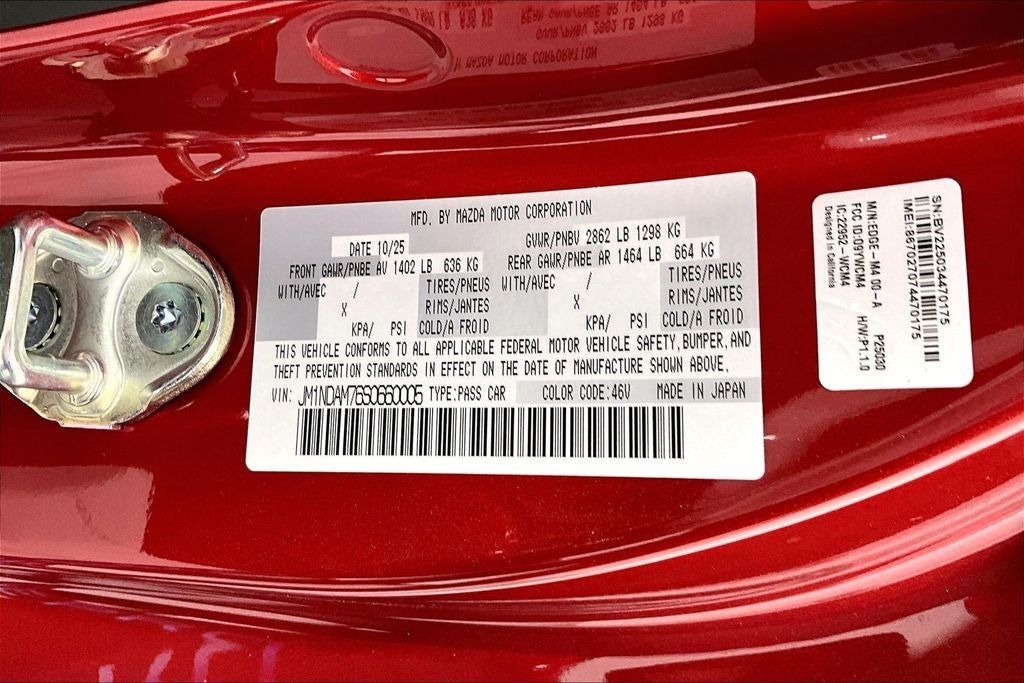 MFD. BY MAZDA MOTOR CORPORATION
DATE 10/25 GVWR/PNBV 2862 LB 1298 KG
FRONT GAWR/PNBE AV 1402 LB 636 KG REAR GAWR/PNBE AR 1464 LB 664 KG
WITH/AVEC / TIRES/PNEUS WITH/AVEC / TIRES/PNEUS
X RIMS/JANTES X RIMS/JANTES
KPA/ PSI COLD/A FROID KPA/ PSI COLD/A FROID
THIS VEHICLE CONFORMS TO ALL APPLICABLE FEDERAL MOTOR VEHICLE SAFETY, BUMPER, AND
THEFT PREVENTION STANDARDS IN EFFECT ON THE DATE OF MANUFACTURE SHOWN ABOVE.
VIN: JM1NDAM76S0660005 TYPE:PASS CAR COLOR CODE:46V MADE IN JAPAN
SN:BV225034470175
IMEI:867027074470175
M/N:EDGE-M4 00-A P25030
FCC ID:O9YWCM4 H/W:P1.1.0
IC:22952-WCM4
Designed in California